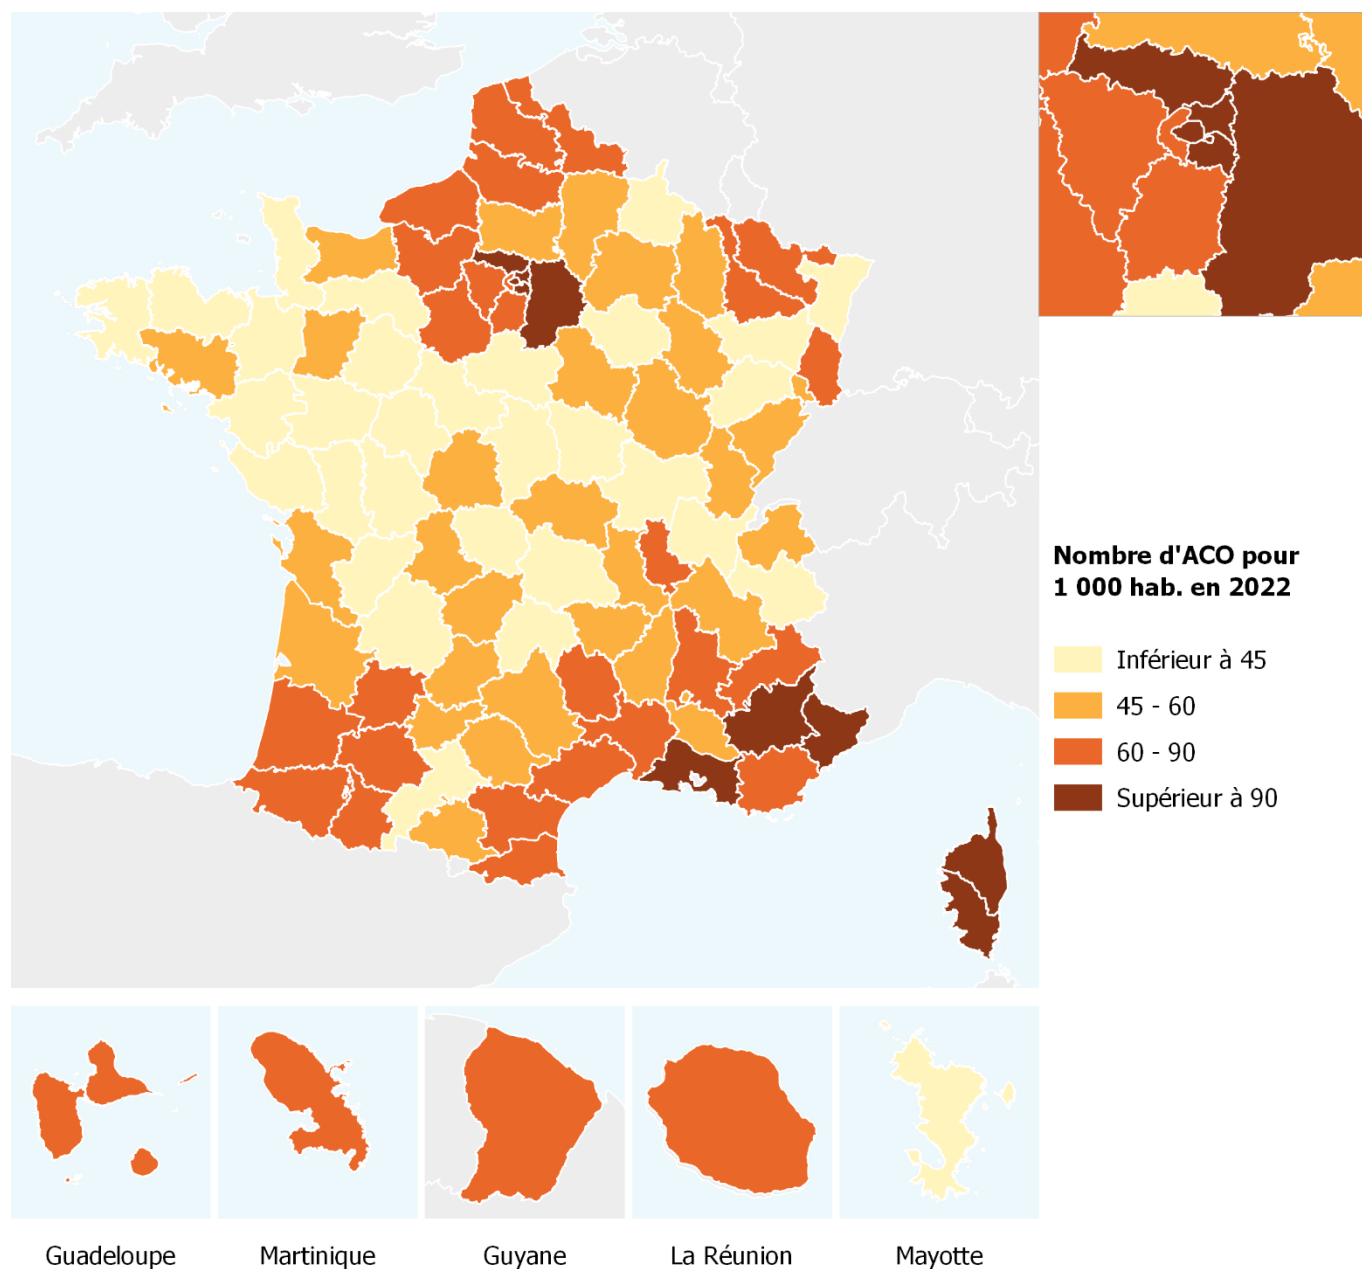 Nombre d'ACO pour
1 000 hab. en 2022
Inférieur à 45
45 - 60
60 - 90
Supérieur à 90
Guadeloupe
Martinique
Guyane
La Réunion
Mayotte